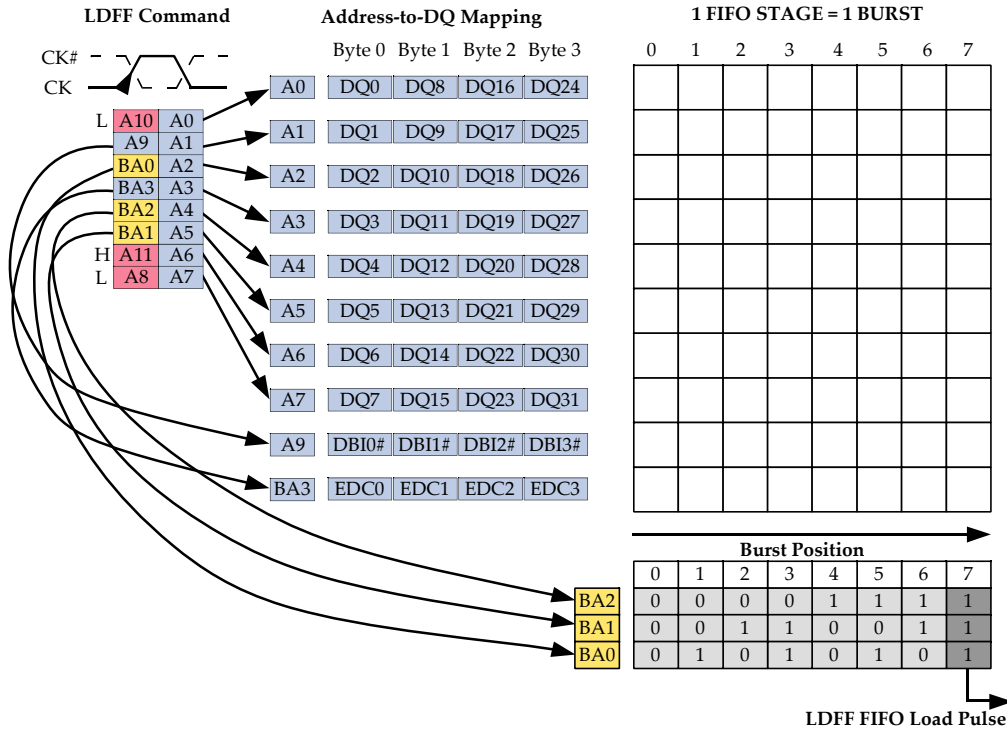 LDFF Command
Address-to-DQ Mapping
1 FIFO STAGE = 1 BURST
Byte 0 Byte 1 Byte 2 Byte 3
0 1 2 3 4 5 6 7
CK#
CK
L A10 A0
A9 A1
BA0 A2
BA3 A3
BA2 A4
BA1 A5
H A11 A6
L A8 A7
A0 DQ0 DQ8 DQ16 DQ24
A1 DQ1 DQ9 DQ17 DQ25
A2 DQ2 DQ10 DQ18 DQ26
A3 DQ3 DQ11 DQ19 DQ27
A4 DQ4 DQ12 DQ20 DQ28
A5 DQ5 DQ13 DQ21 DQ29
A6 DQ6 DQ14 DQ22 DQ30
A7 DQ7 DQ15 DQ23 DQ31
A9 DBI0# DBI1# DBI2# DBI3#
BA3 EDC0 EDC1 EDC2 EDC3
Burst Position
0 1 2 3 4 5 6 7
BA2 0 0 0 0 1 1 1 1
BA1 0 0 1 1 0 0 1 1
BA0 0 1 0 1 0 1 0 1
LDFF FIFO Load Pulse